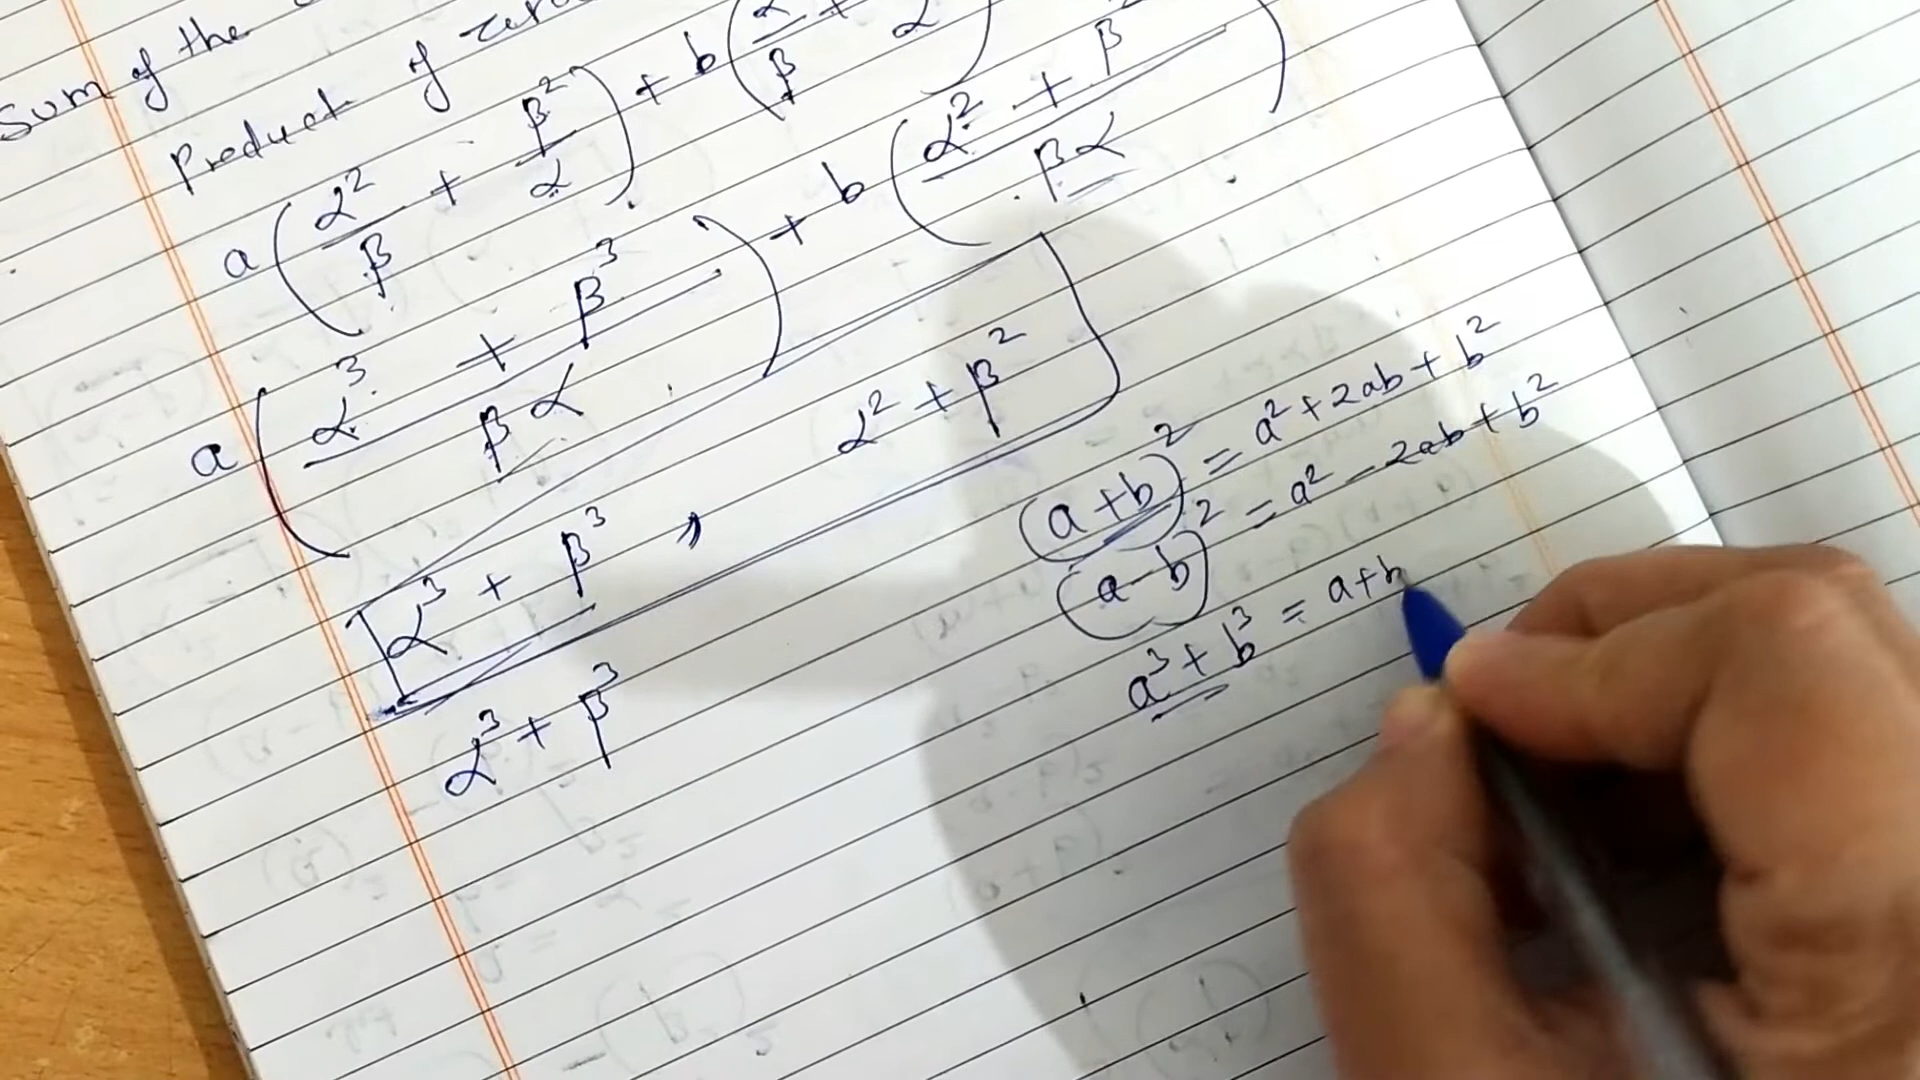 Sum of the
Product of
a(α²/β + β²/α) + b(α/β +
a(α³ + β³/βα) + b(α² + β²/βα)
α³ + β³, α² + β²
α³ + β³
(a+b)² = a² + 2ab + b²
(a-b)² = a² - 2ab + b²
a³ + b³ = a+b